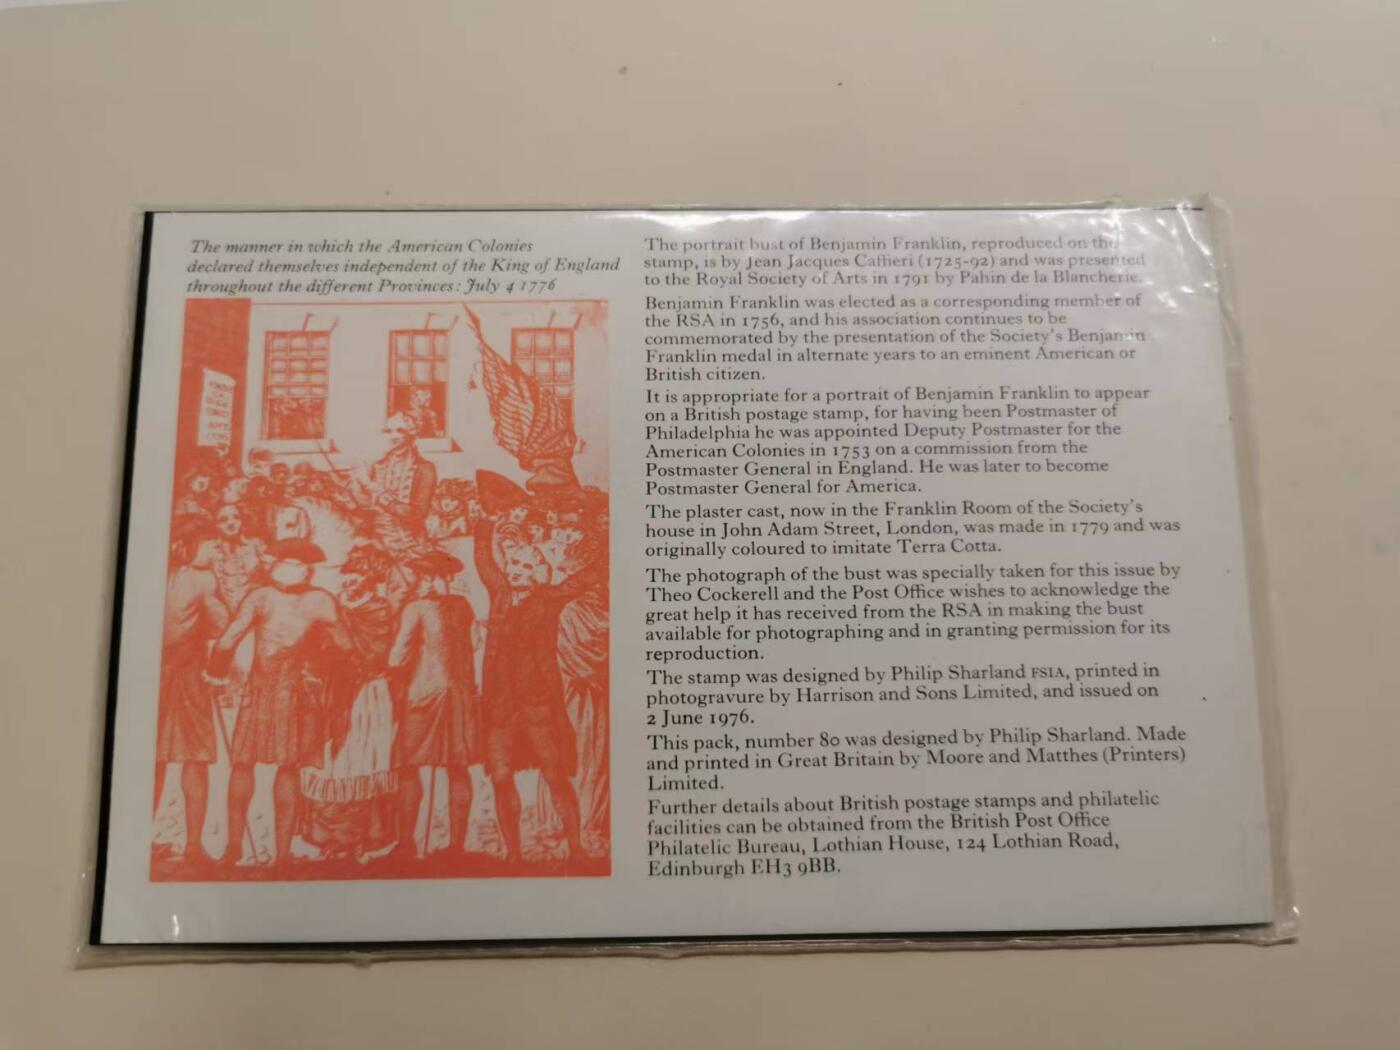 The manner in which the American Colonies
declared themselves independent of the King of England
throughout the different Provinces: July 4 1776
The portrait bust of Benjamin Franklin, reproduced on the
stamp, is by Jean Jacques Caffieri (1725-92) and was presented
to the Royal Society of Arts in 1791 by Pahin de la Blancherie.
Benjamin Franklin was elected as a corresponding member of
the RSA in 1756, and his association continues to be
commemorated by the presentation of the Society's Benjamin
Franklin medal in alternate years to an eminent American or
British citizen.
It is appropriate for a portrait of Benjamin Franklin to appear
on a British postage stamp, for having been Postmaster of
Philadelphia he was appointed Deputy Postmaster for the
American Colonies in 1753 on a commission from the
Postmaster General in England. He was later to become
Postmaster General for America.
The plaster cast, now in the Franklin Room of the Society's
house in John Adam Street, London, was made in 1779 and was
originally coloured to imitate Terra Cotta.
The photograph of the bust was specially taken for this issue by
Theo Cockerell and the Post Office wishes to acknowledge the
great help it has received from the RSA in making the bust
available for photographing and in granting permission for its
reproduction.
The stamp was designed by Philip Sharland FSIA, printed in
photogravure by Harrison and Sons Limited, and issued on
2 June 1976.
This pack, number 80 was designed by Philip Sharland. Made
and printed in Great Britain by Moore and Matthes (Printers)
Limited.
Further details about British postage stamps and philatelic
facilities can be obtained from the British Post Office
Philatelic Bureau, Lothian House, 124 Lothian Road,
Edinburgh EH3 9BB.